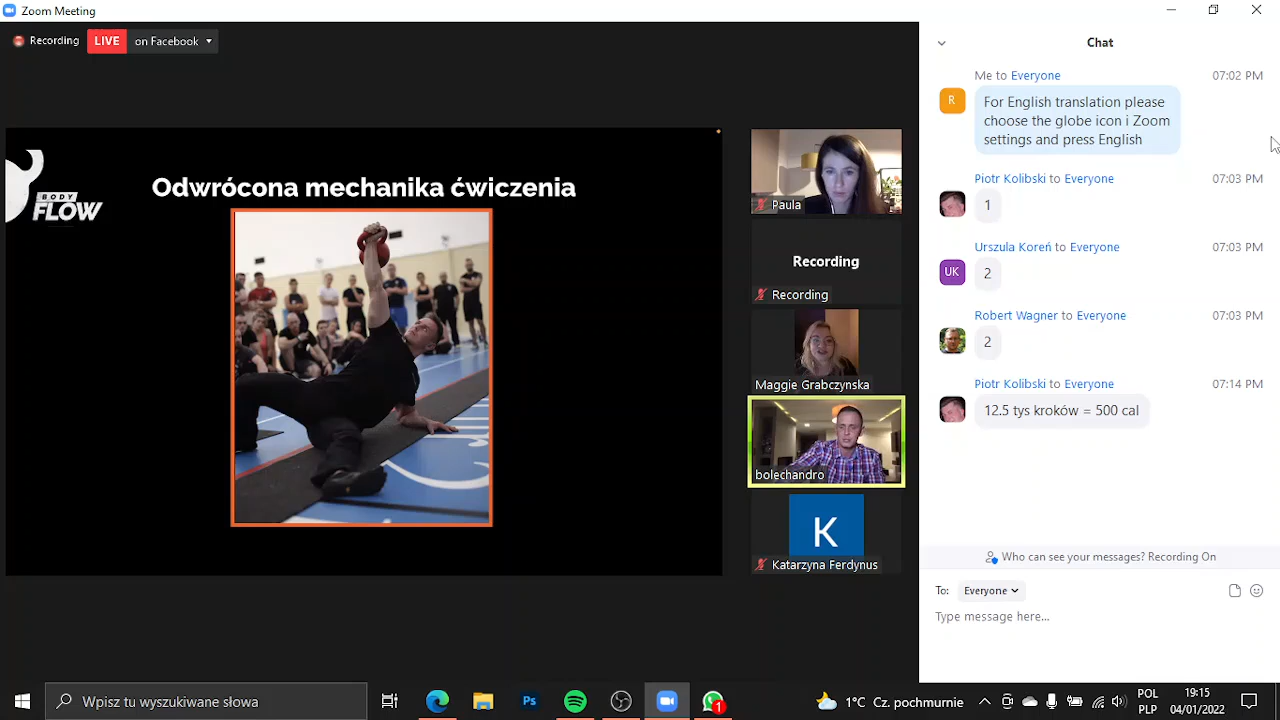 Zoom Meeting
Recording
LIVE
on Facebook
BODY
FLOW
Odwrócona mechanika ćwiczenia
Paula
Recording
Recording
Maggie Grabczynska
bolechandro
K
Katarzyna Ferdynus
Chat
Me to Everyone 07:02 PM
R
For English translation please
choose the globe icon i Zoom
settings and press English
Piotr Kolibski to Everyone 07:03 PM
1
Urszula Koreń to Everyone 07:03 PM
UK
2
Robert Wagner to Everyone 07:03 PM
2
Piotr Kolibski to Everyone 07:14 PM
12.5 tys kroków = 500 cal
Who can see your messages? Recording On
To: Everyone
Type message here...
Wpisz tu wyszukiwane słowa
Ps
1
1°C Cz. pochmurnie
POL
PLP
19:15
04/01/2022